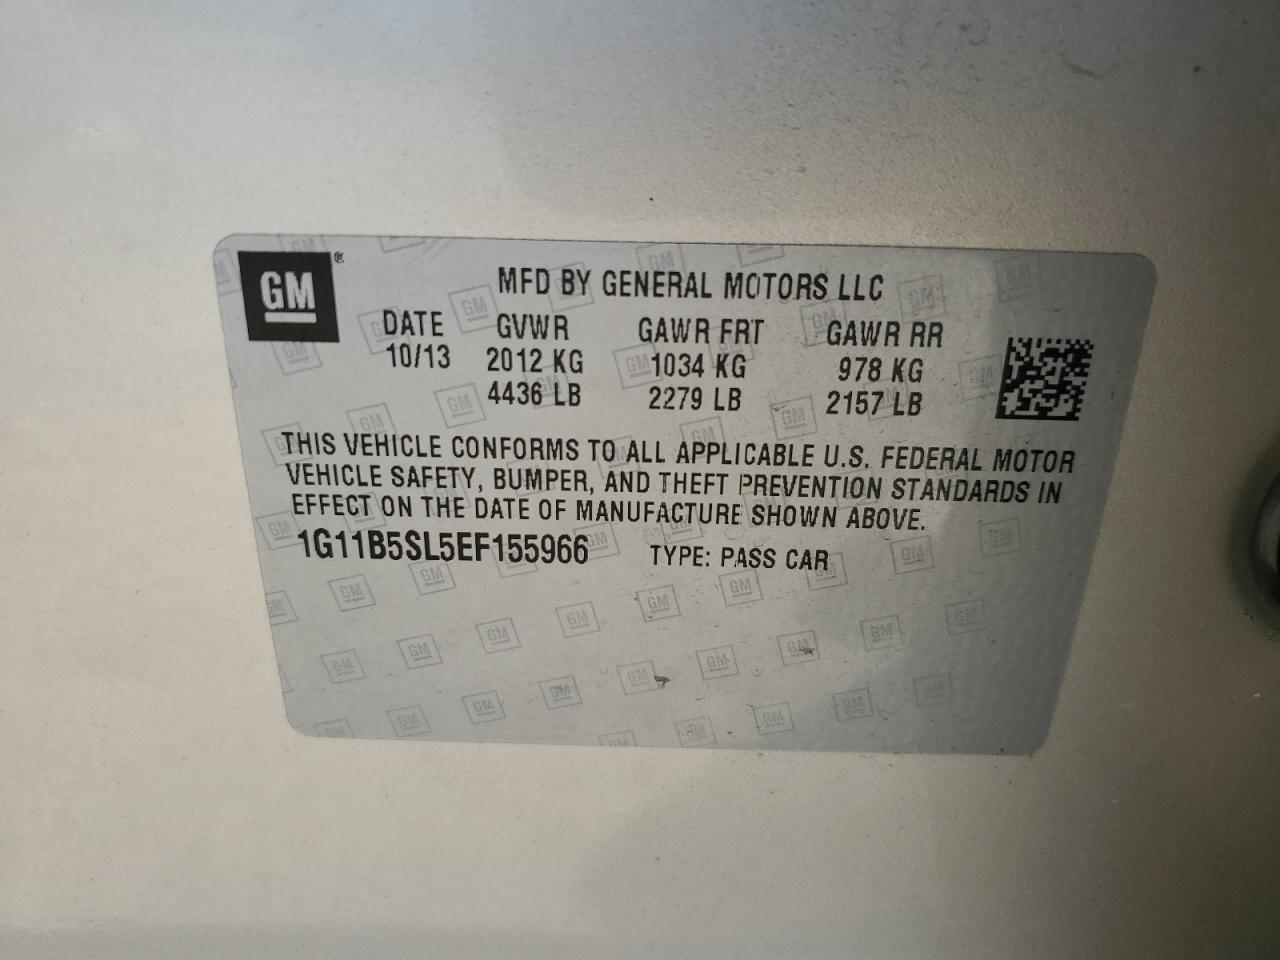 GM®
MFD BY GENERAL MOTORS LLC
DATE GVWR GAWR FRT GAWR RR
10/13 2012 KG 1034 KG 978 KG
4436 LB 2279 LB 2157 LB
THIS VEHICLE CONFORMS TO ALL APPLICABLE U.S. FEDERAL MOTOR
VEHICLE SAFETY, BUMPER, AND THEFT PREVENTION STANDARDS IN
EFFECT ON THE DATE OF MANUFACTURE SHOWN ABOVE.
1G11B5SL5EF155966 TYPE: PASS CAR